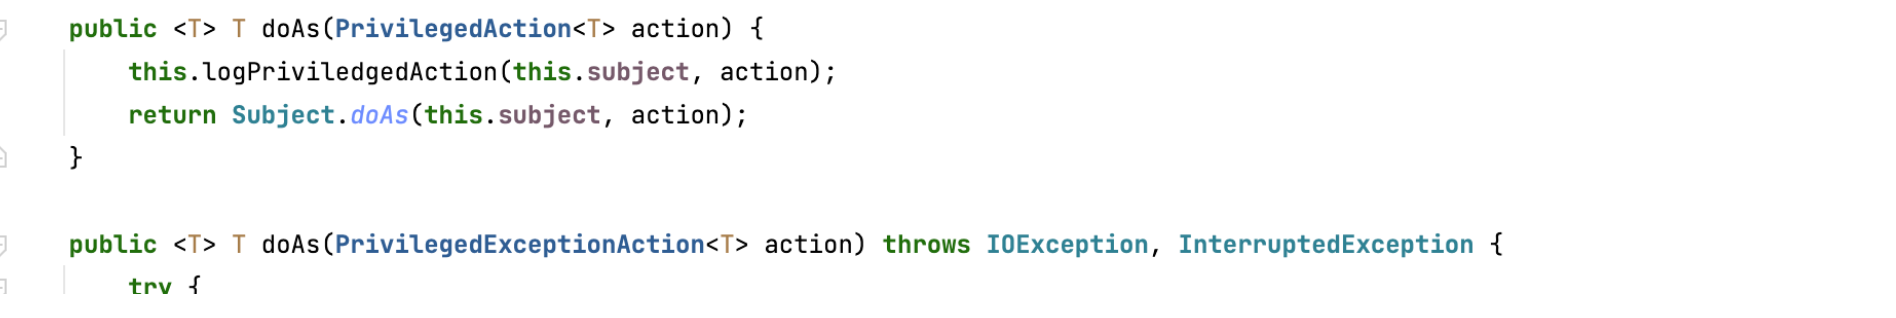 public <T> T doAs(PrivilegedAction<T> action) {
this.logPriviledgedAction(this.subject, action);
return Subject.doAs(this.subject, action);
}
public <T> T doAs(PrivilegedExceptionAction<T> action) throws IOException, InterruptedException {
try {